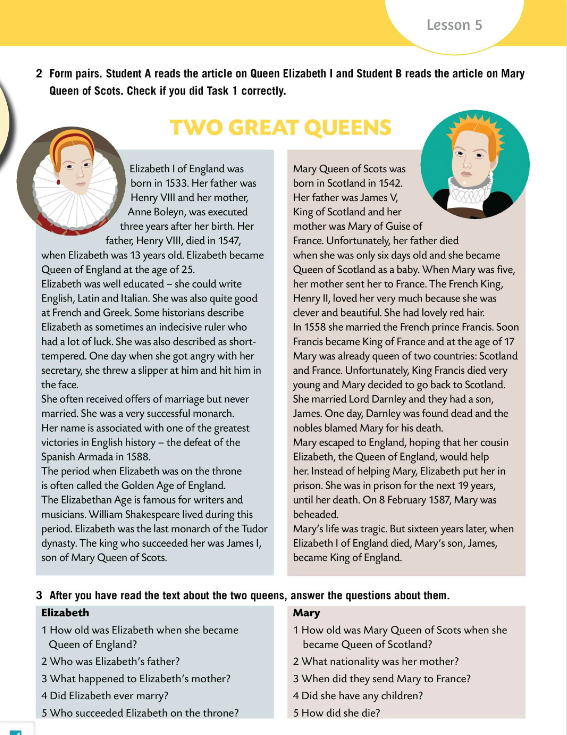 Lesson 5
2 Form pairs. Student A reads the article on Queen Elizabeth I and Student B reads the article on Mary
Queen of Scots. Check if you did Task 1 correctly.
TWO GREAT QUEENS
Elizabeth I of England was
born in 1533. Her father was
Henry VIII and her mother,
Anne Boleyn, was executed
three years after her birth. Her
father, Henry VIII, died in 1547,
when Elizabeth was 13 years old. Elizabeth became
Queen of England at the age of 25.
Elizabeth was well educated – she could write
English, Latin and Italian. She was also quite good
at French and Greek. Some historians describe
Elizabeth as sometimes an indecisive ruler who
had a lot of luck. She was also described as short-
tempered. One day when she got angry with her
secretary, she threw a slipper at him and hit him in
the face.
She often received offers of marriage but never
married. She was a very successful monarch.
Her name is associated with one of the greatest
victories in English history – the defeat of the
Spanish Armada in 1588.
The period when Elizabeth was on the throne
is often called the Golden Age of England.
The Elizabethan Age is famous for writers and
musicians. William Shakespeare lived during this
period. Elizabeth was the last monarch of the Tudor
dynasty. The king who succeeded her was James I,
son of Mary Queen of Scots.
Mary Queen of Scots was
born in Scotland in 1542.
Her father was James V,
King of Scotland and her
mother was Mary of Guise of
France. Unfortunately, her father died
when she was only six days old and she became
Queen of Scotland as a baby. When Mary was five,
her mother sent her to France. The French King,
Henry II, loved her very much because she was
clever and beautiful. She had lovely red hair.
In 1558 she married the French prince Francis. Soon
Francis became King of France and at the age of 17
Mary was already queen of two countries: Scotland
and France. Unfortunately, King Francis died very
young and Mary decided to go back to Scotland.
She married Lord Darnley and they had a son,
James. One day, Darnley was found dead and the
nobles blamed Mary for his death.
Mary escaped to England, hoping that her cousin
Elizabeth, the Queen of England, would help
her. Instead of helping Mary, Elizabeth put her in
prison. She was in prison for the next 19 years,
until her death. On 8 February 1587, Mary was
beheaded.
Mary's life was tragic. But sixteen years later, when
Elizabeth I of England died, Mary's son, James,
became King of England.
3 After you have read the text about the two queens, answer the questions about them.
Elizabeth
1 How old was Elizabeth when she became
Queen of England?
2 Who was Elizabeth's father?
3 What happened to Elizabeth's mother?
4 Did Elizabeth ever marry?
5 Who succeeded Elizabeth on the throne?
Mary
1 How old was Mary Queen of Scots when she
became Queen of Scotland?
2 What nationality was her mother?
3 When did they send Mary to France?
4 Did she have any children?
5 How did she die?